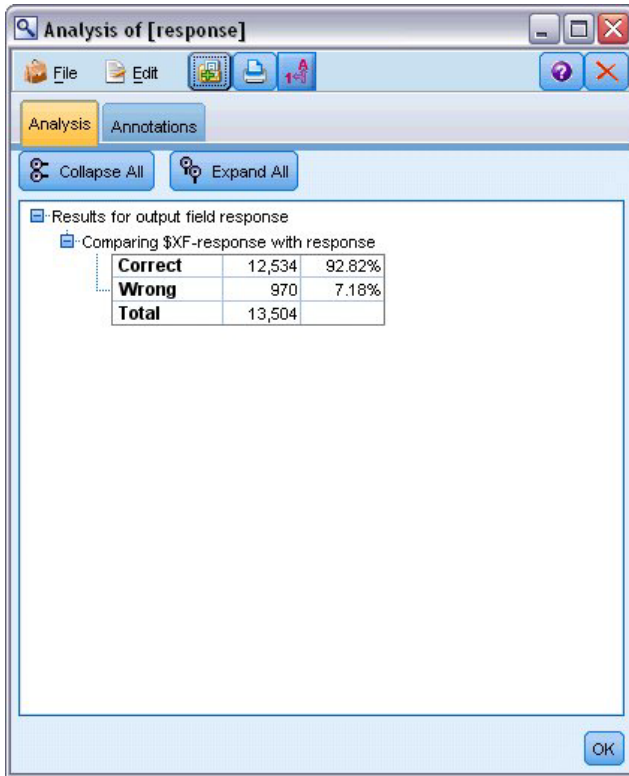 Analysis of [response]
File Edit
Analysis Annotations
Collapse All Expand All
Results for output field response
Comparing $XF-response with response
Correct 12,534 92.82%
Wrong 970 7.18%
Total 13,504
OK